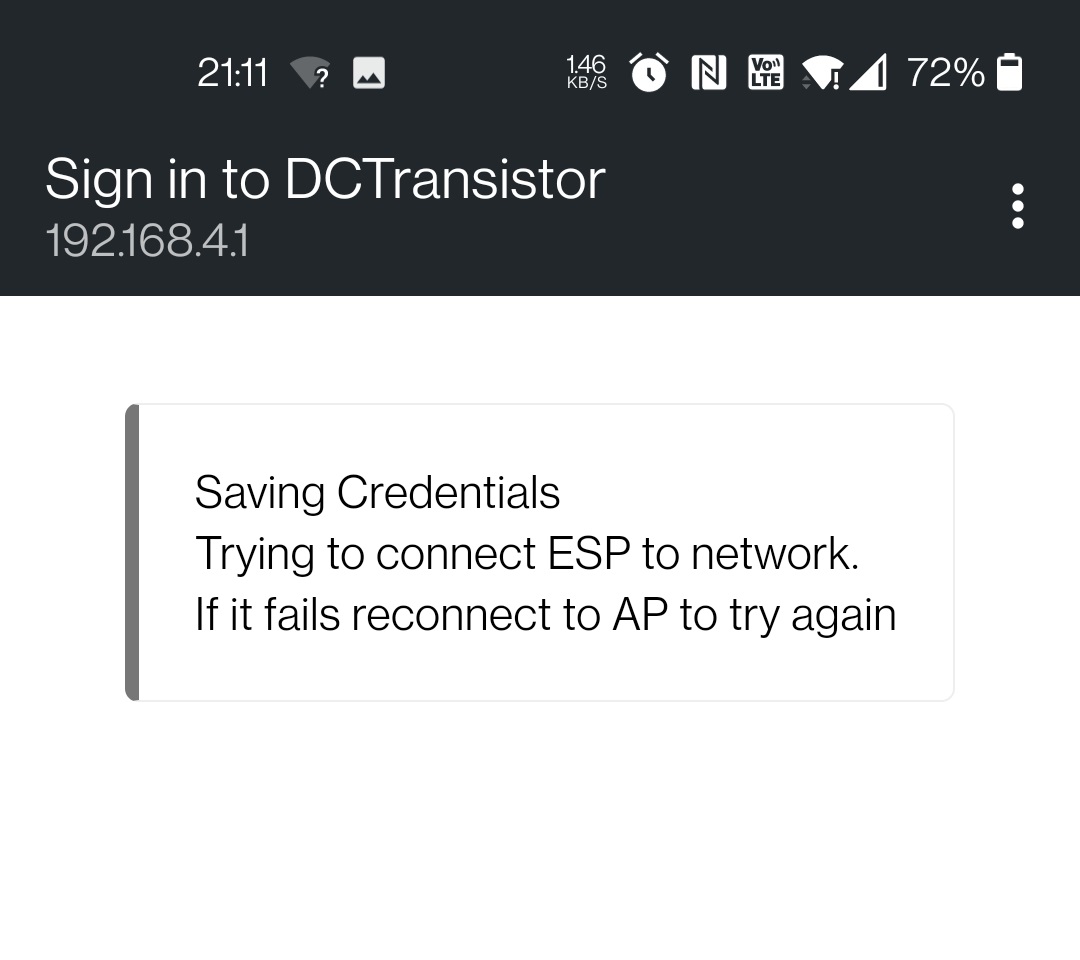 21:11 ? 1.46 KB/S N Vo LTE ! 72%
Sign in to DCTransistor
192.168.4.1
Saving Credentials
Trying to connect ESP to network.
If it fails reconnect to AP to try again